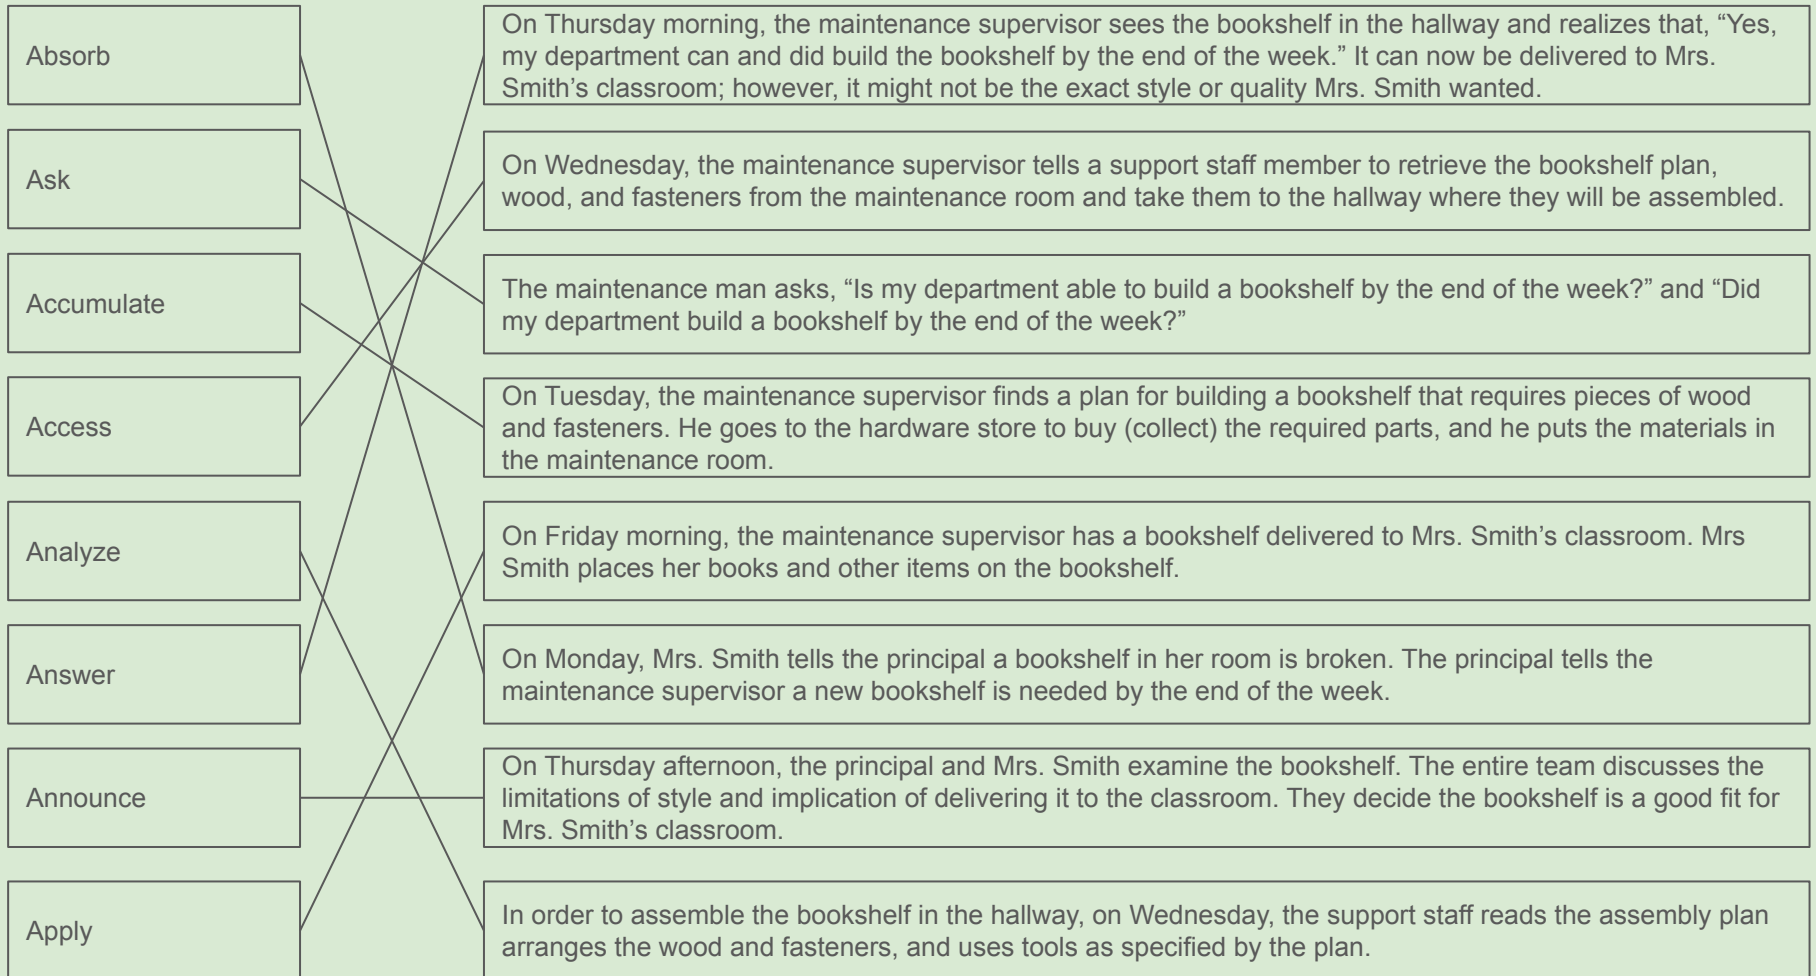 Absorb
On Thursday morning, the maintenance supervisor sees the bookshelf in the hallway and realizes that, “Yes,
my department can and did build the bookshelf by the end of the week.” It can now be delivered to Mrs.
Smith’s classroom; however, it might not be the exact style or quality Mrs. Smith wanted.
Ask
On Wednesday, the maintenance supervisor tells a support staff member to retrieve the bookshelf plan,
wood, and fasteners from the maintenance room and take them to the hallway where they will be assembled.
Accumulate
The maintenance man asks, “Is my department able to build a bookshelf by the end of the week?” and “Did
my department build a bookshelf by the end of the week?”
Access
On Tuesday, the maintenance supervisor finds a plan for building a bookshelf that requires pieces of wood
and fasteners. He goes to the hardware store to buy (collect) the required parts, and he puts the materials in
the maintenance room.
Analyze
On Friday morning, the maintenance supervisor has a bookshelf delivered to Mrs. Smith’s classroom. Mrs
Smith places her books and other items on the bookshelf.
Answer
On Monday, Mrs. Smith tells the principal a bookshelf in her room is broken. The principal tells the
maintenance supervisor a new bookshelf is needed by the end of the week.
Announce
On Thursday afternoon, the principal and Mrs. Smith examine the bookshelf. The entire team discusses the
limitations of style and implication of delivering it to the classroom. They decide the bookshelf is a good fit for
Mrs. Smith’s classroom.
Apply
In order to assemble the bookshelf in the hallway, on Wednesday, the support staff reads the assembly plan
arranges the wood and fasteners, and uses tools as specified by the plan.